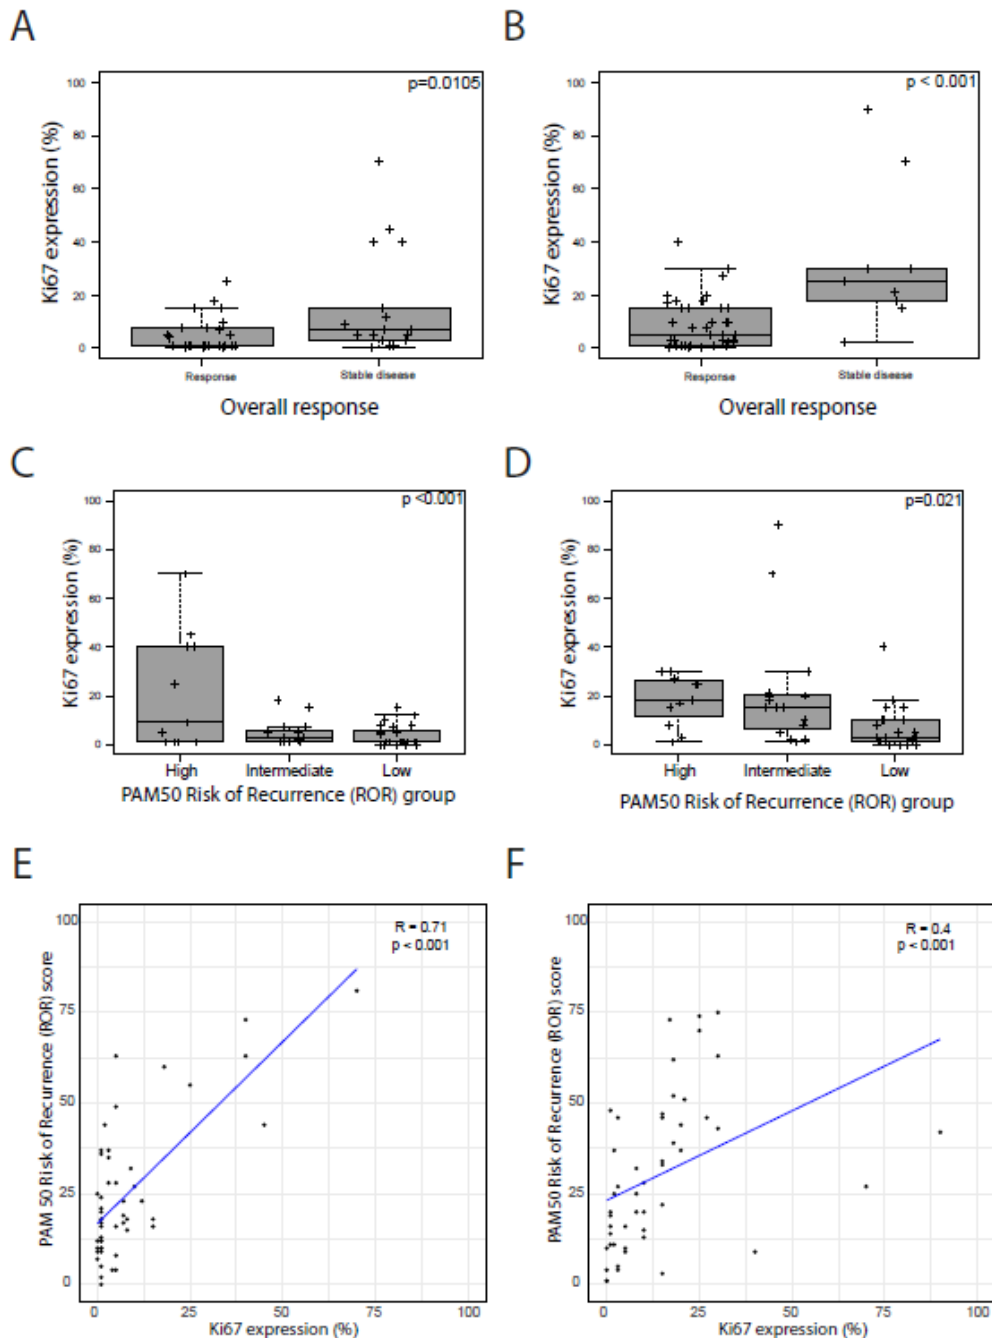 A
p=0.0105
Ki67 expression (%)
100
80
60
40
20
0
Response
Stable disease
Overall response
B
p < 0.001
Ki67 expression (%)
100
80
60
40
20
0
Response
Stable disease
Overall response
C
p <0.001
Ki67 expression (%)
100
80
60
40
20
0
High
Intermediate
Low
PAM50 Risk of Recurrence (ROR) group
D
p=0.021
Ki67 expression (%)
100
80
60
40
20
0
High
Intermediate
Low
PAM50 Risk of Recurrence (ROR) group
E
R = 0.71
p < 0.001
PAM 50 Risk of Recurrence (ROR) score
100
75
50
25
0
0
25
50
75
100
Ki67 expression (%)
F
R = 0.4
p < 0.001
PAM50 Risk of Recurrence (ROR) score
100
75
50
25
0
0
25
50
75
100
Ki67 expression (%)